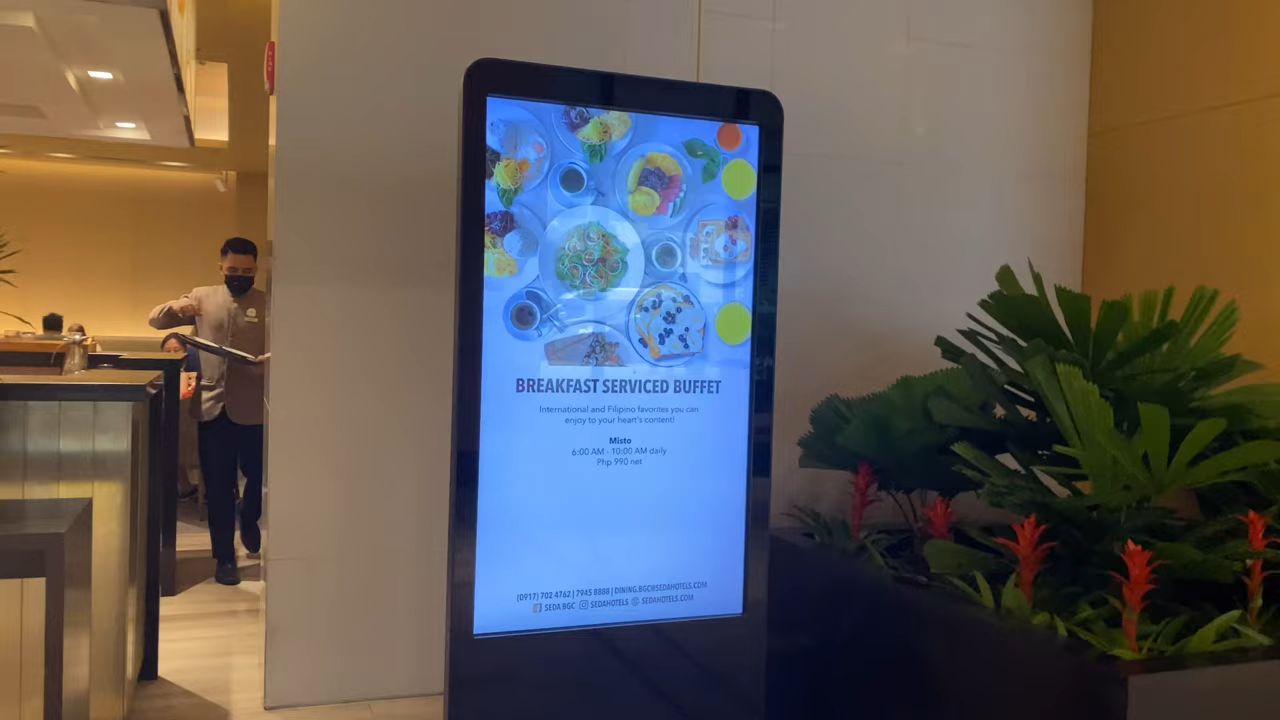 BREAKFAST SERVICED BUFFET
International and Filipino favorites you can
enjoy to your heart's content!
Misto
6:00 AM - 10:00 AM daily
Php 990 net
(0917) 702 4762 | 7945 8888 | DINING.BGC@SEDAHOTELS.COM
SEDA BGC SEDAHOTELS SEDAHOTELS.COM